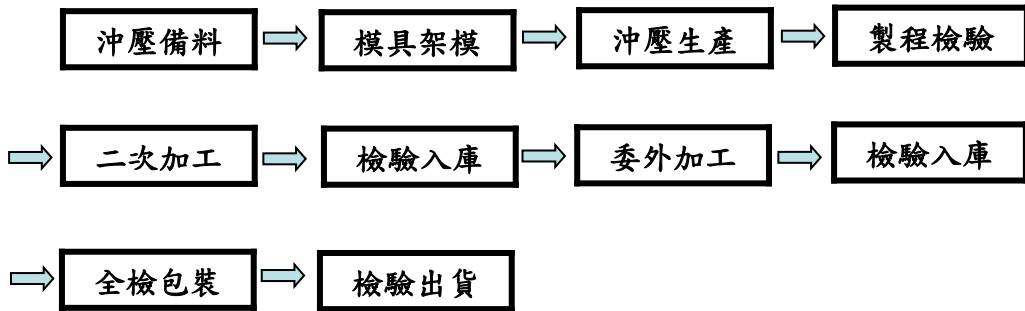 沖壓備料 模具架模 沖壓生產 製程檢驗
二次加工 檢驗入庫 委外加工 檢驗入庫
全檢包裝 檢驗出貨